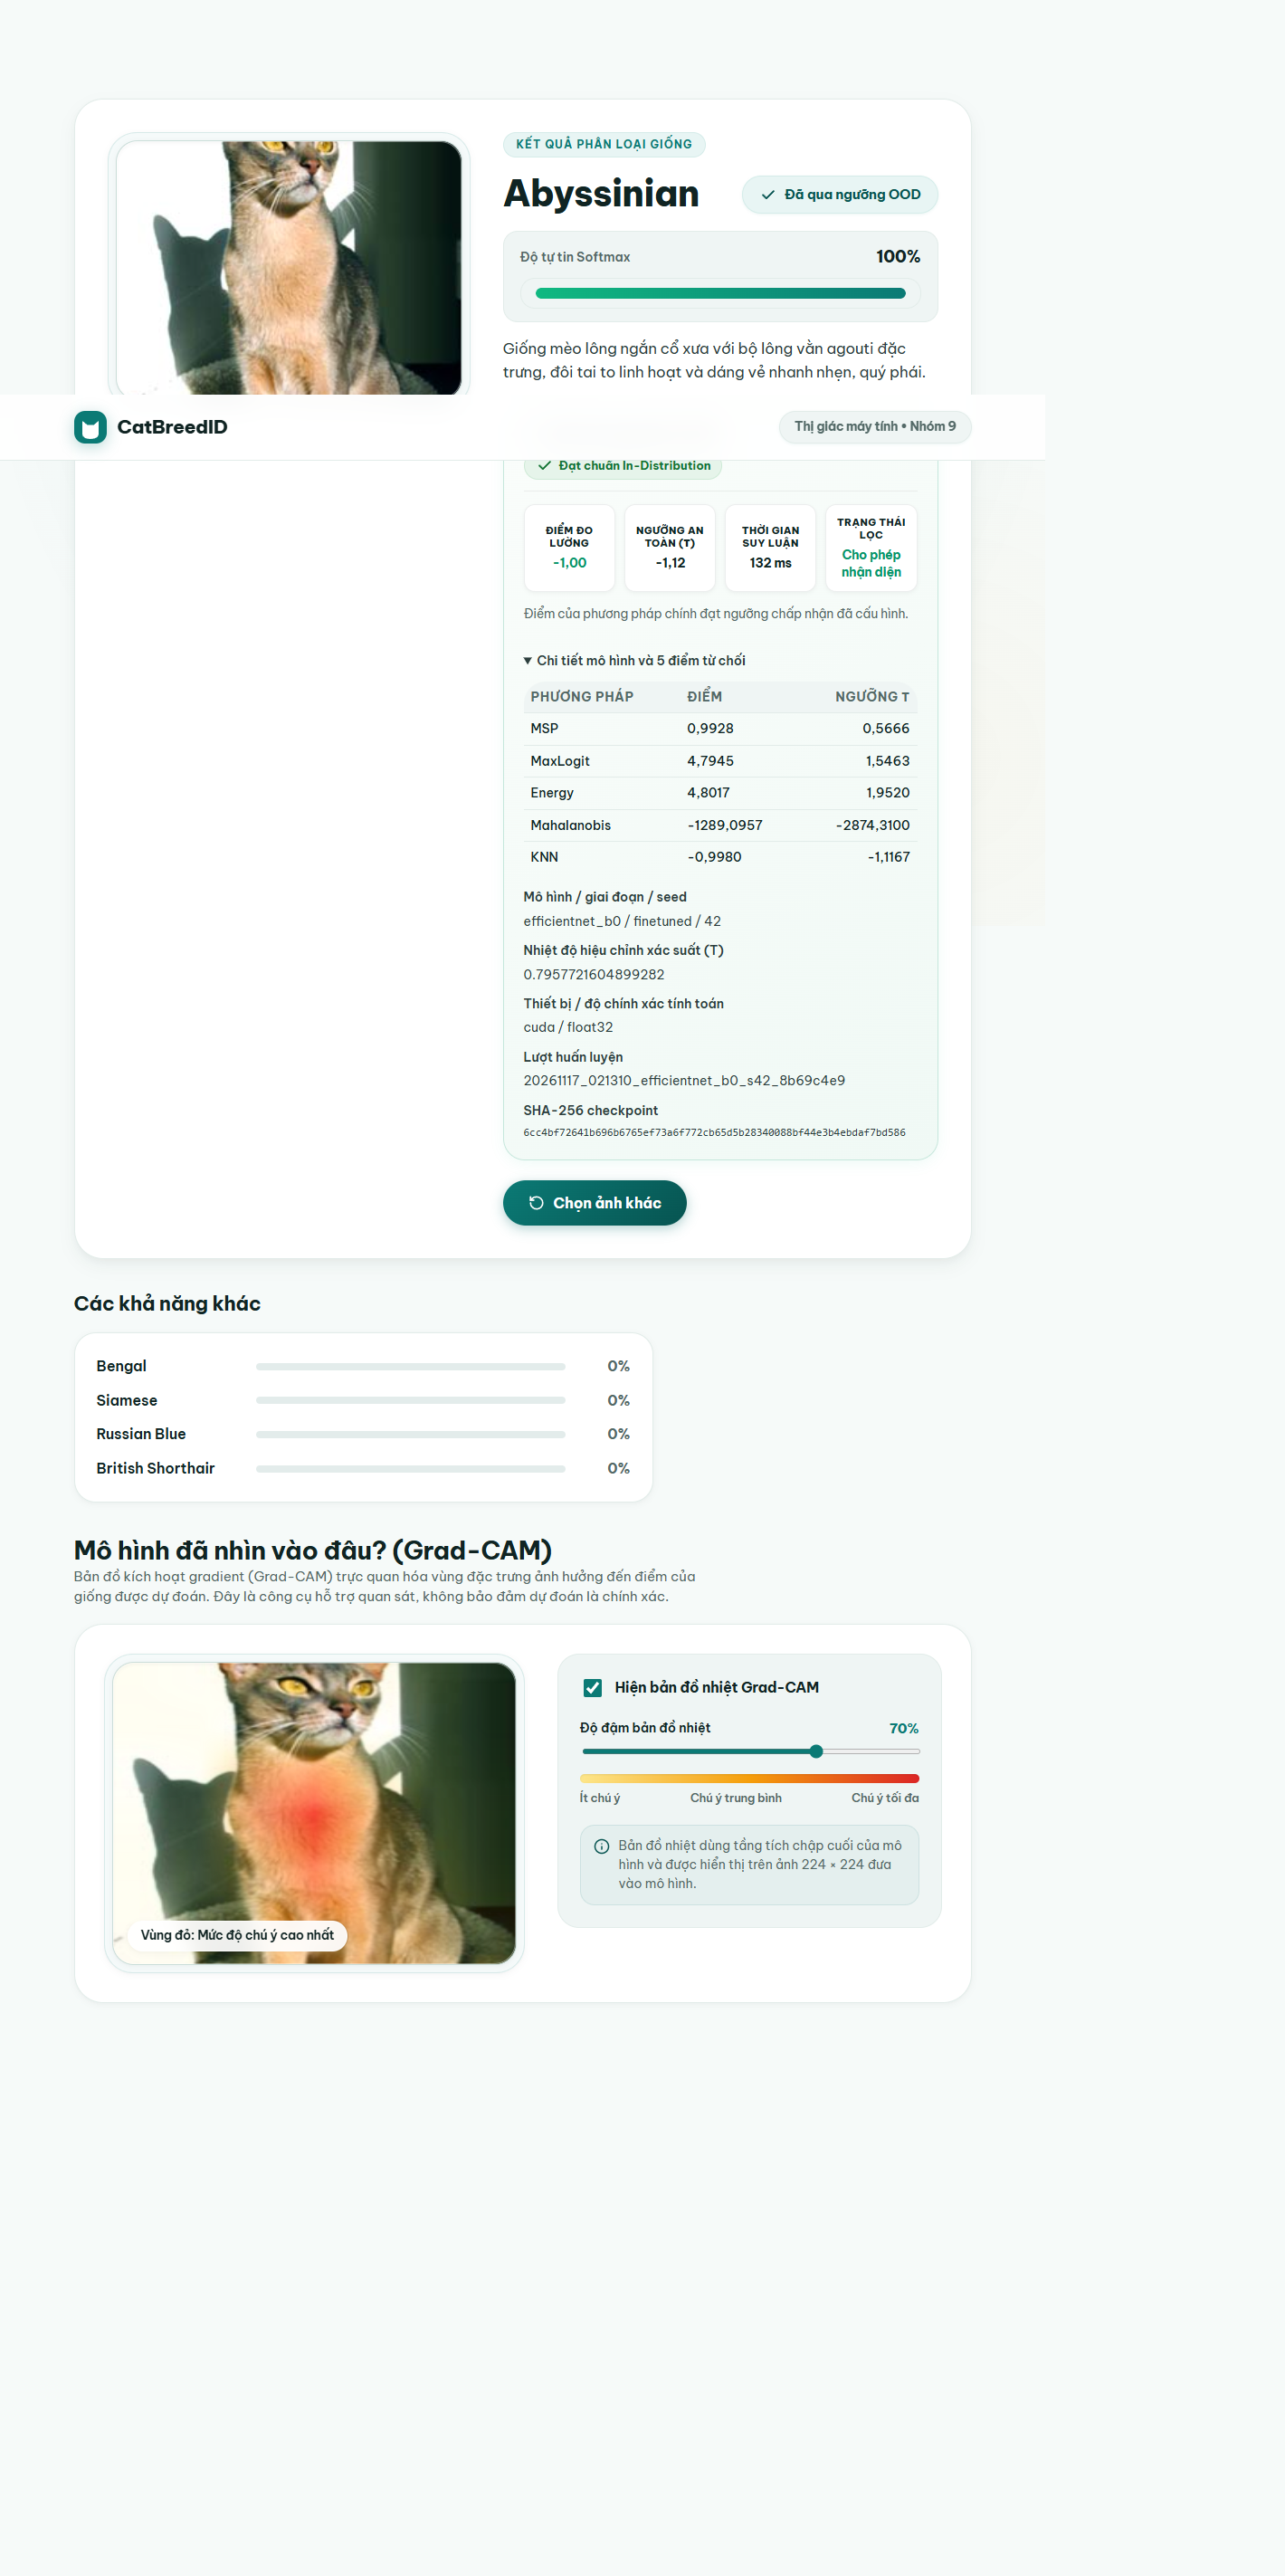 KẾT QUẢ PHÂN LOẠI GIỐNG
Abyssinian
Đã qua ngưỡng OOD
Độ tự tin Softmax
100%
Giống mèo lông ngắn cổ xưa với bộ lông vằn agouti đặc
trưng, đôi tai to linh hoạt và dáng vẻ nhanh nhẹn, quý phái.
CatBreedID
Thị giác máy tính • Nhóm 9
Đạt chuẩn In-Distribution
ĐIỂM ĐO
LƯỜNG
-1,00
NGƯỠNG AN
TOÀN (T)
-1,12
THỜI GIAN
SUY LUẬN
132 ms
TRẠNG THÁI
LỌC
Cho phép
nhận diện
Điểm của phương pháp chính đạt ngưỡng chấp nhận đã cấu hình.
▼ Chi tiết mô hình và 5 điểm từ chối
PHƯƠNG PHÁP ĐIỂM NGƯỠNG T
MSP 0,9928 0,5666
MaxLogit 4,7945 1,5463
Energy 4,8017 1,9520
Mahalanobis -1289,0957 -2874,3100
KNN -0,9980 -1,1167
Mô hình / giai đoạn / seed
efficientnet_b0 / finetuned / 42
Nhiệt độ hiệu chỉnh xác suất (T)
0.7957721604899282
Thiết bị / độ chính xác tính toán
cuda / float32
Lượt huấn luyện
20261117_021310_efficientnet_b0_s42_8b69c4e9
SHA-256 checkpoint
6cc4bf72641b696b6765ef73a6f772cb65d5b28340088bf44e3b4ebdaf7bd586
Chọn ảnh khác
Các khả năng khác
Bengal 0%
Siamese 0%
Russian Blue 0%
British Shorthair 0%
Mô hình đã nhìn vào đâu? (Grad-CAM)
Bản đồ kích hoạt gradient (Grad-CAM) trực quan hóa vùng đặc trưng ảnh hưởng đến điểm của
giống được dự đoán. Đây là công cụ hỗ trợ quan sát, không bảo đảm dự đoán là chính xác.
Vùng đỏ: Mức độ chú ý cao nhất
Hiện bản đồ nhiệt Grad-CAM
Độ đậm bản đồ nhiệt
70%
Ít chú ý Chú ý trung bình Chú ý tối đa
Bản đồ nhiệt dùng tầng tích chập cuối của mô
hình và được hiển thị trên ảnh 224 × 224 đưa
vào mô hình.